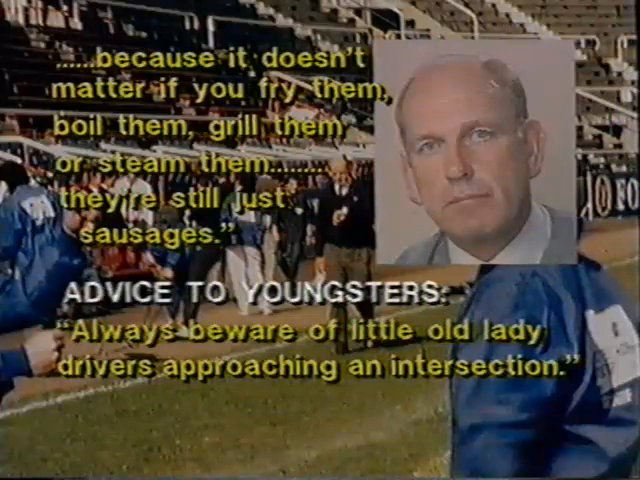 ......because it doesn't
matter if you fry them,
boil them, grill them
or steam them........
they're still just
sausages."
ADVICE TO YOUNGSTERS:
"Always beware of little old lady
drivers approaching an intersection."